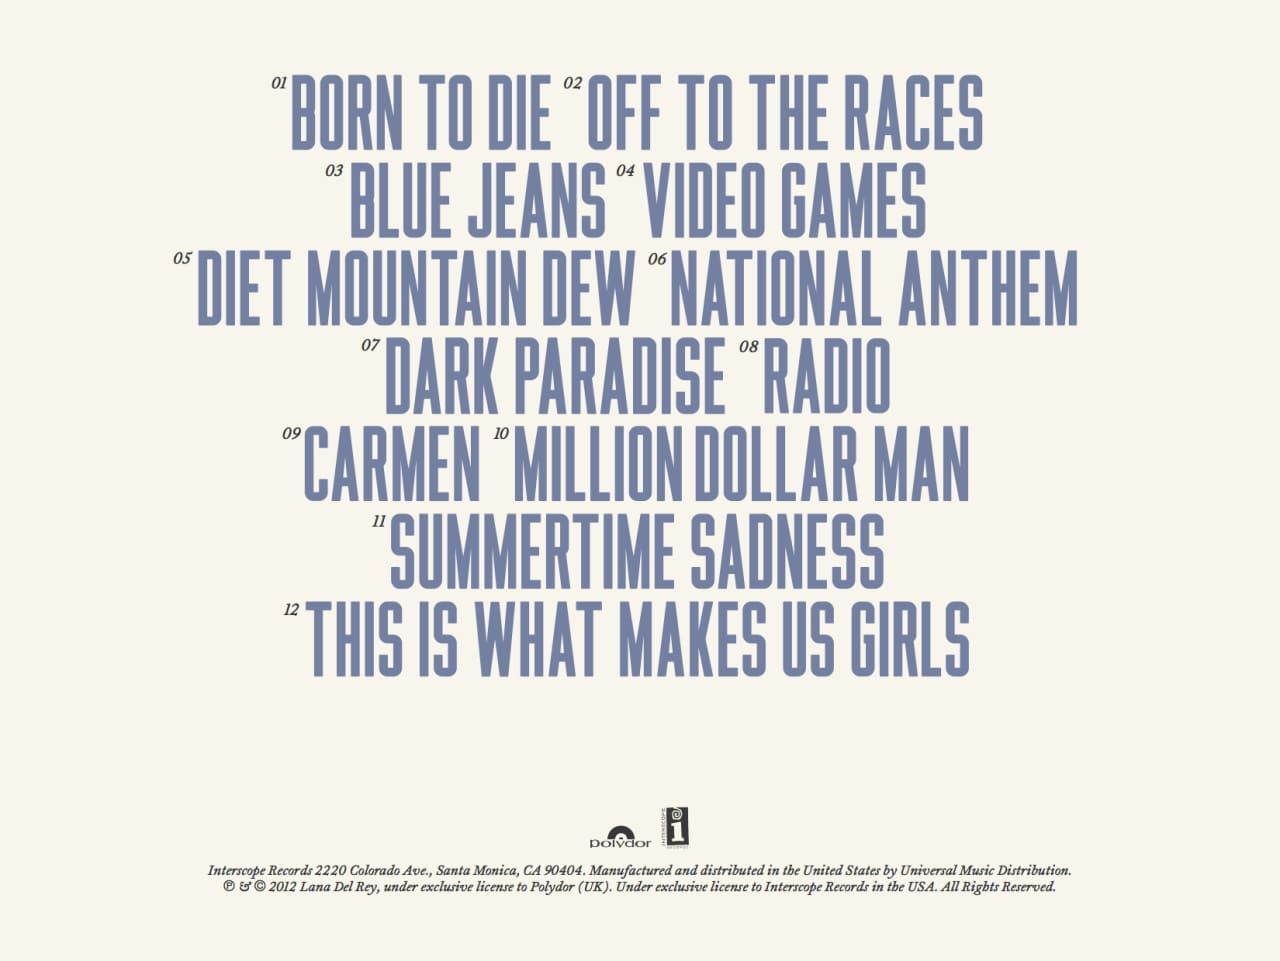 01 BORN TO DIE 02 OFF TO THE RACES
03 BLUE JEANS 04 VIDEO GAMES
05 DIET MOUNTAIN DEW 06 NATIONAL ANTHEM
07 DARK PARADISE 08 RADIO
09 CARMEN 10 MILLION DOLLAR MAN
11 SUMMERTIME SADNESS
12 THIS IS WHAT MAKES US GIRLS
polydor INTERSCOPE i RECORDS
Interscope Records 2220 Colorado Ave., Santa Monica, CA 90404. Manufactured and distributed in the United States by Universal Music Distribution.
℗ & © 2012 Lana Del Rey, under exclusive license to Polydor (UK). Under exclusive license to Interscope Records in the USA. All Rights Reserved.